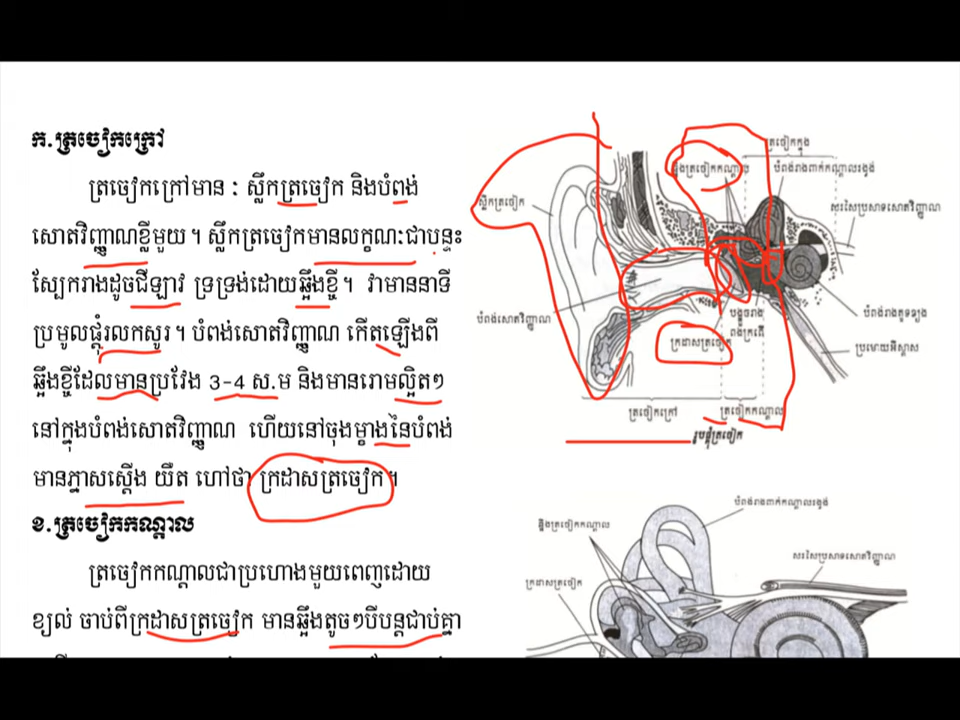 ក.ត្រចៀកក្រៅ
ត្រចៀកក្រៅមាន : ស្លឹកត្រចៀក និងបំពង់
សោតវិញ្ញាណខ្លីមួយ។ ស្លឹកត្រចៀកមានលក្ខណៈជាបន្ទះ
ស្បែករាងដូចជីឡាវ ទ្រទ្រង់ដោយឆ្អឹងខ្ចី។ វាមាននាទី
ប្រមូលផ្តុំរលកសូរ។ បំពង់សោតវិញ្ញាណ កើតឡើងពី
ឆ្អឹងខ្ចីដែលមានប្រវែង 3-4 ស.ម និងមានរោមល្អិតៗ
នៅក្នុងបំពង់សោតវិញ្ញាណ ហើយនៅចុងម្ខាងនៃបំពង់
មានភ្នាសស្តើង យឺត ហៅថា ក្រដាសត្រចៀក។
ខ.ត្រចៀកកណ្តាល
ត្រចៀកកណ្តាលជាប្រហោងមួយពេញដោយ
ខ្យល់ ចាប់ពីក្រដាសត្រចៀក មានឆ្អឹងតូចៗបីបន្តជាប់គ្នា
ត្រចៀកក្នុង
ឆ្អឹងត្រចៀកកណ្តាល
បំពង់រាងពាក់កណ្តាលរង្វង់
ស្លឹកត្រចៀក
សរសៃប្រសាទសោតវិញ្ញាណ
បំពង់សោតវិញ្ញាណ
បង្អួចរាង
ពងក្រពើ
បំពង់រាងគូទខ្យង
ក្រដាសត្រចៀក
ប្រមោយអឺស្តាស
ត្រចៀកក្រៅ
ត្រចៀកកណ្តាល
រូបផ្គុំត្រចៀក
បំពង់រាងពាក់កណ្តាលរង្វង់
ឆ្អឹងត្រចៀកកណ្តាល
សរសៃប្រសាទសោតវិញ្ញាណ
ក្រដាសត្រចៀក